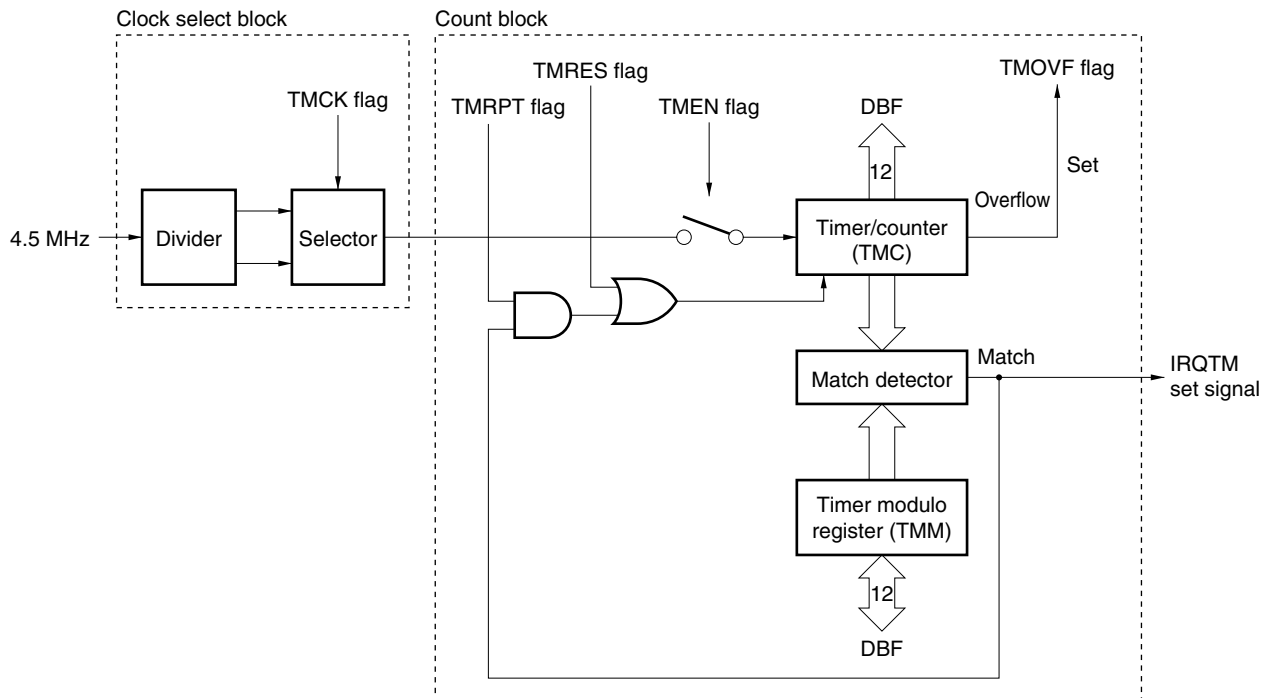 Clock select block
Count block
TMRES flag
TMOVF flag
TMCK flag
TMRPT flag
TMEN flag
DBF
12
Set
Overflow
4.5 MHz
Divider
Selector
Timer/counter
(TMC)
Match
Match detector
IRQTM
set signal
Timer modulo
register (TMM)
12
DBF